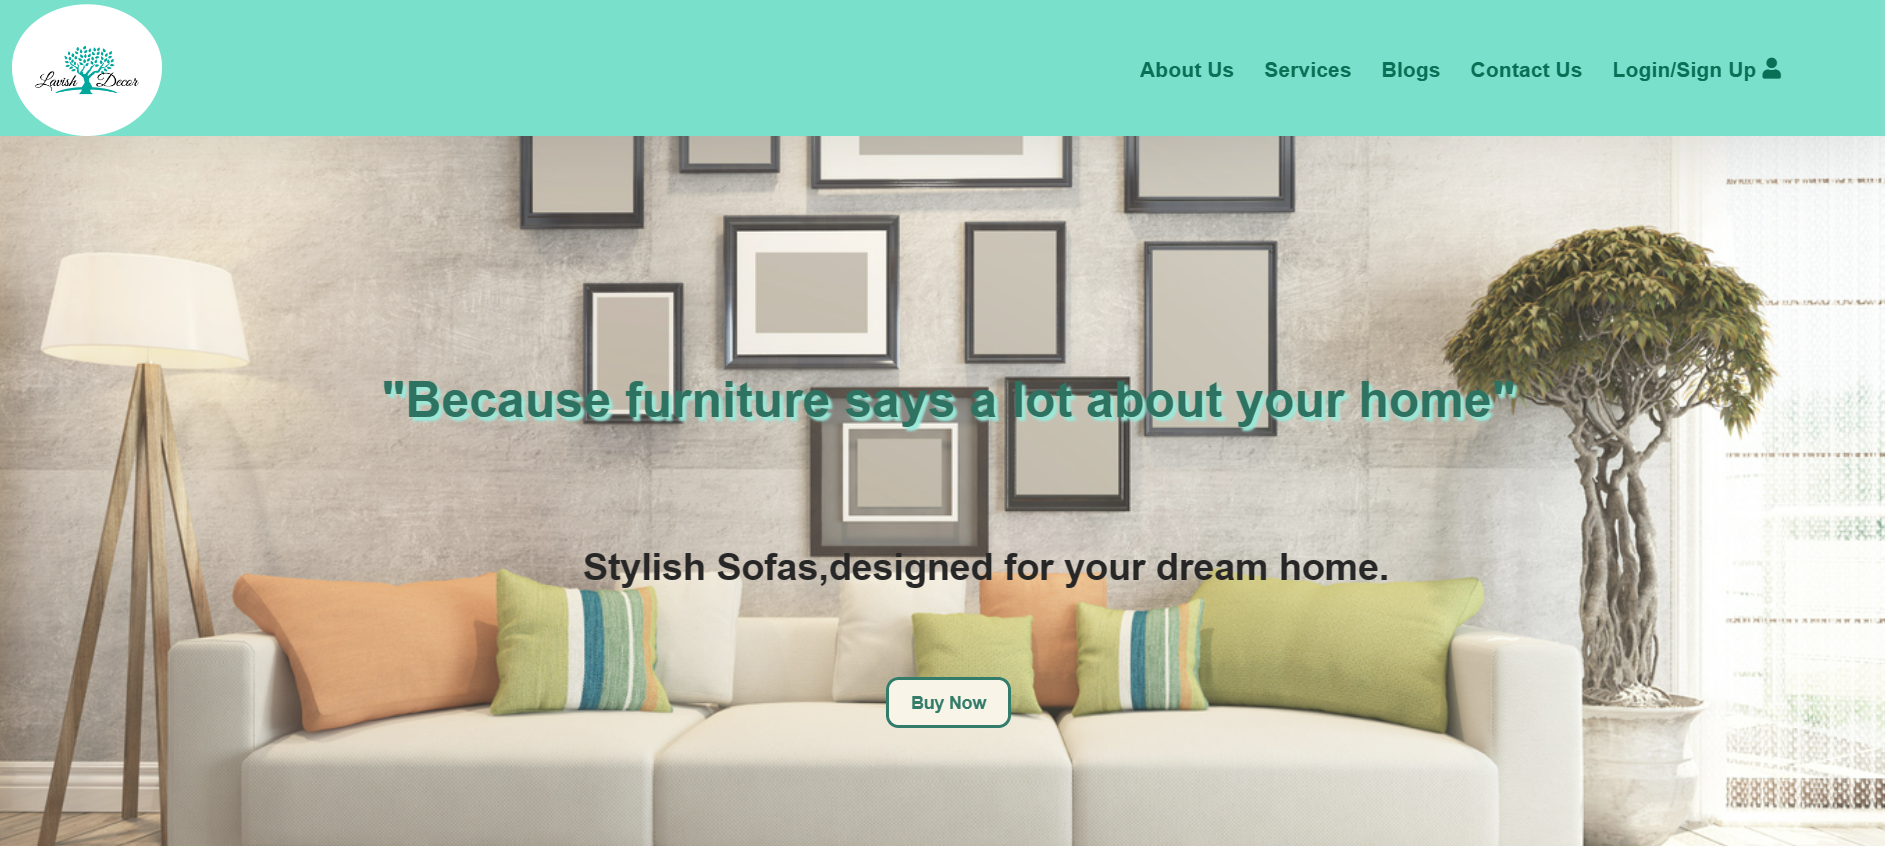 Lavish Decor
About Us Services Blogs Contact Us Login/Sign Up
"Because furniture says a lot about your home"
Stylish Sofas,designed for your dream home.
Buy Now